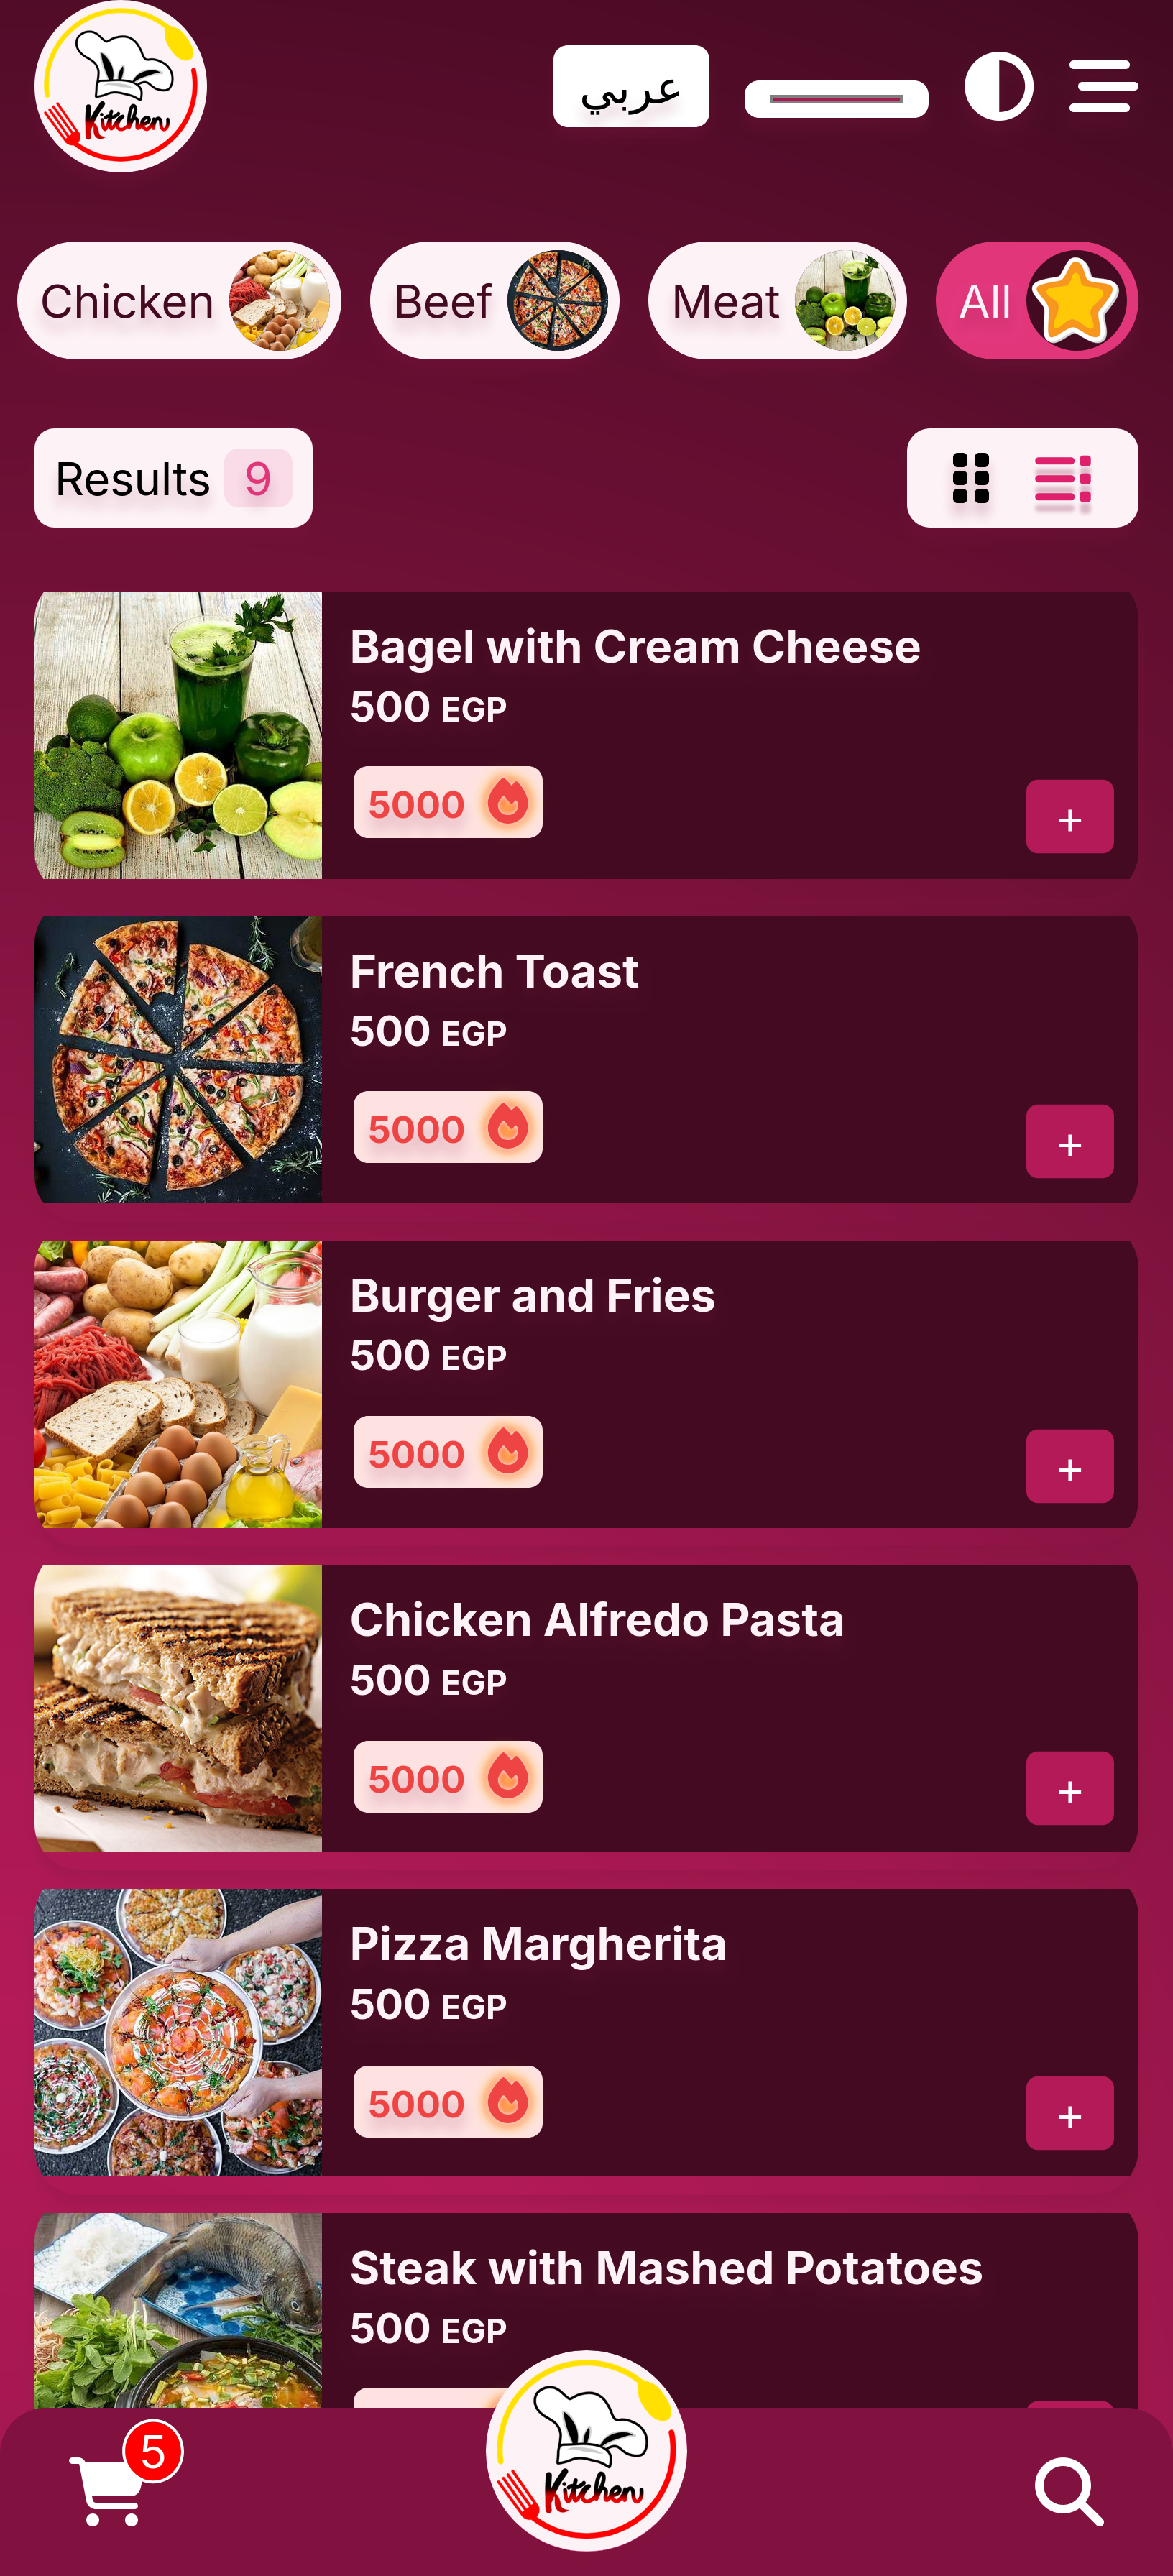 Kitchen
عربي
Chicken
Beef
Meat
All
Results 9
Bagel with Cream Cheese
500 EGP
5000
+
French Toast
500 EGP
5000
+
Burger and Fries
500 EGP
5000
+
Chicken Alfredo Pasta
500 EGP
5000
+
Pizza Margherita
500 EGP
5000
+
Steak with Mashed Potatoes
500 EGP
5
Kitchen